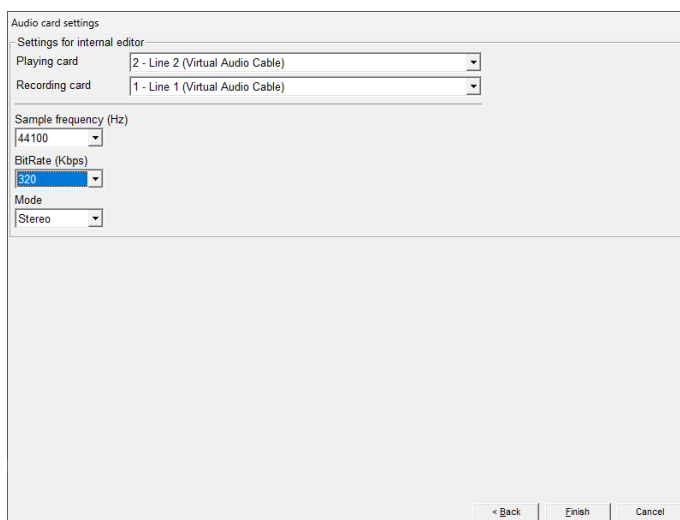 Audio card settings
Settings for internal editor
Playing card 2 - Line 2 (Virtual Audio Cable)
Recording card 1 - Line 1 (Virtual Audio Cable)
Sample frequency (Hz)
44100
BitRate (Kbps)
320
Mode
Stereo
< Back Finish Cancel